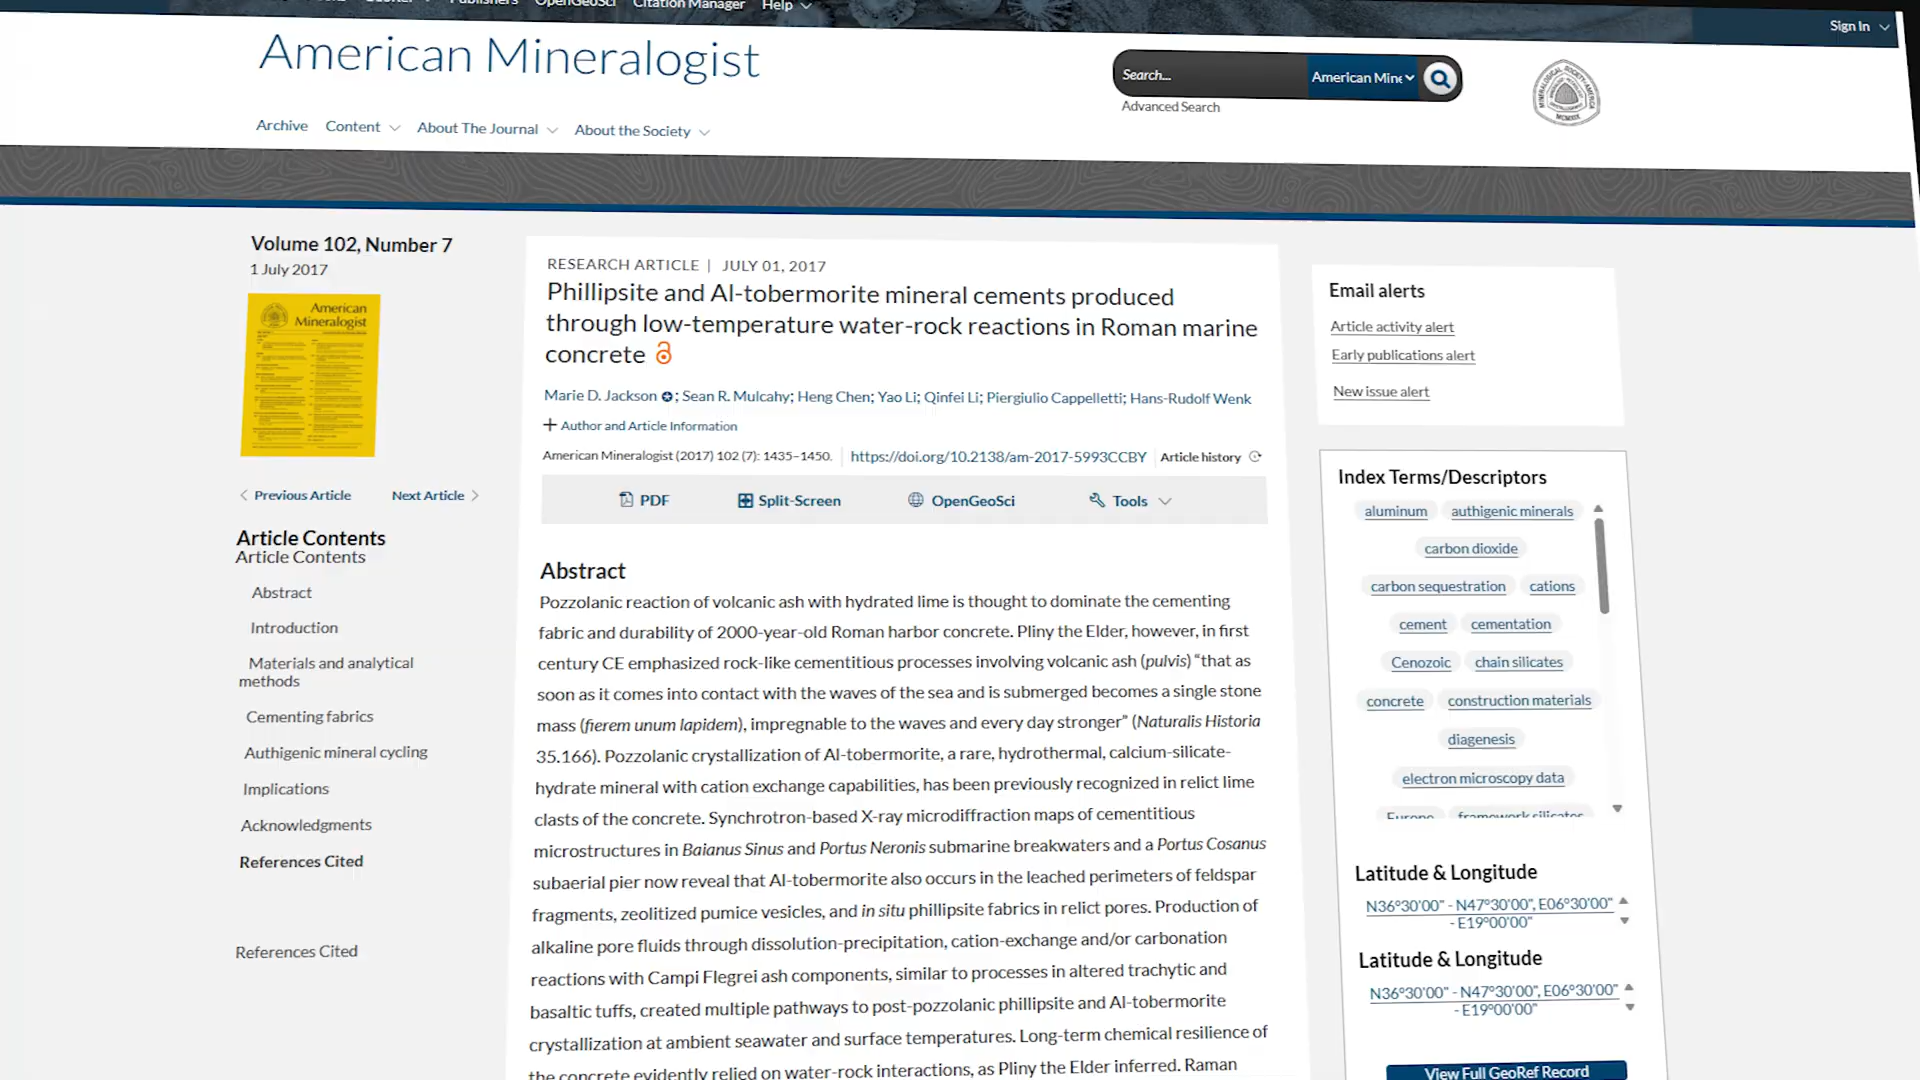 Publishers OpenGeoSci Citation Manager Help
Sign In
American Mineralogist
Search...
American Mine
Advanced Search
Archive Content About The Journal About the Society
Volume 102, Number 7
1 July 2017
American
Mineralogist
Previous Article Next Article
Article Contents
Article Contents
Abstract
Introduction
Materials and analytical
methods
Cementing fabrics
Authigenic mineral cycling
Implications
Acknowledgments
References Cited
References Cited
RESEARCH ARTICLE | JULY 01, 2017
Phillipsite and Al-tobermorite mineral cements produced
through low-temperature water-rock reactions in Roman marine
concrete
Marie D. Jackson; Sean R. Mulcahy; Heng Chen; Yao Li; Qinfei Li; Piergiulio Cappelletti; Hans-Rudolf Wenk
+ Author and Article Information
American Mineralogist (2017) 102 (7): 1435–1450. https://doi.org/10.2138/am-2017-5993CCBY Article history
PDF Split-Screen OpenGeoSci Tools
Abstract
Pozzolanic reaction of volcanic ash with hydrated lime is thought to dominate the cementing
fabric and durability of 2000-year-old Roman harbor concrete. Pliny the Elder, however, in first
century CE emphasized rock-like cementitious processes involving volcanic ash (pulvis) “that as
soon as it comes into contact with the waves of the sea and is submerged becomes a single stone
mass (fierem unum lapidem), impregnable to the waves and every day stronger” (Naturalis Historia
35.166). Pozzolanic crystallization of Al-tobermorite, a rare, hydrothermal, calcium-silicate-
hydrate mineral with cation exchange capabilities, has been previously recognized in relict lime
clasts of the concrete. Synchrotron-based X-ray microdiffraction maps of cementitious
microstructures in Baianus Sinus and Portus Neronis submarine breakwaters and a Portus Cosanus
subaerial pier now reveal that Al-tobermorite also occurs in the leached perimeters of feldspar
fragments, zeolitized pumice vesicles, and in situ phillipsite fabrics in relict pores. Production of
alkaline pore fluids through dissolution-precipitation, cation-exchange and/or carbonation
reactions with Campi Flegrei ash components, similar to processes in altered trachytic and
basaltic tuffs, created multiple pathways to post-pozzolanic phillipsite and Al-tobermorite
crystallization at ambient seawater and surface temperatures. Long-term chemical resilience of
the concrete evidently relied on water-rock interactions, as Pliny the Elder inferred. Raman
Email alerts
Article activity alert
Early publications alert
New issue alert
Index Terms/Descriptors
aluminum authigenic minerals
carbon dioxide
carbon sequestration cations
cement cementation
Cenozoic chain silicates
concrete construction materials
diagenesis
electron microscopy data
Europe framework silicates
Latitude & Longitude
N36°30'00" - N47°30'00", E06°30'00"
- E19°00'00"
Latitude & Longitude
N36°30'00" - N47°30'00", E06°30'00"
- E19°00'00"
View Full GeoRef Record